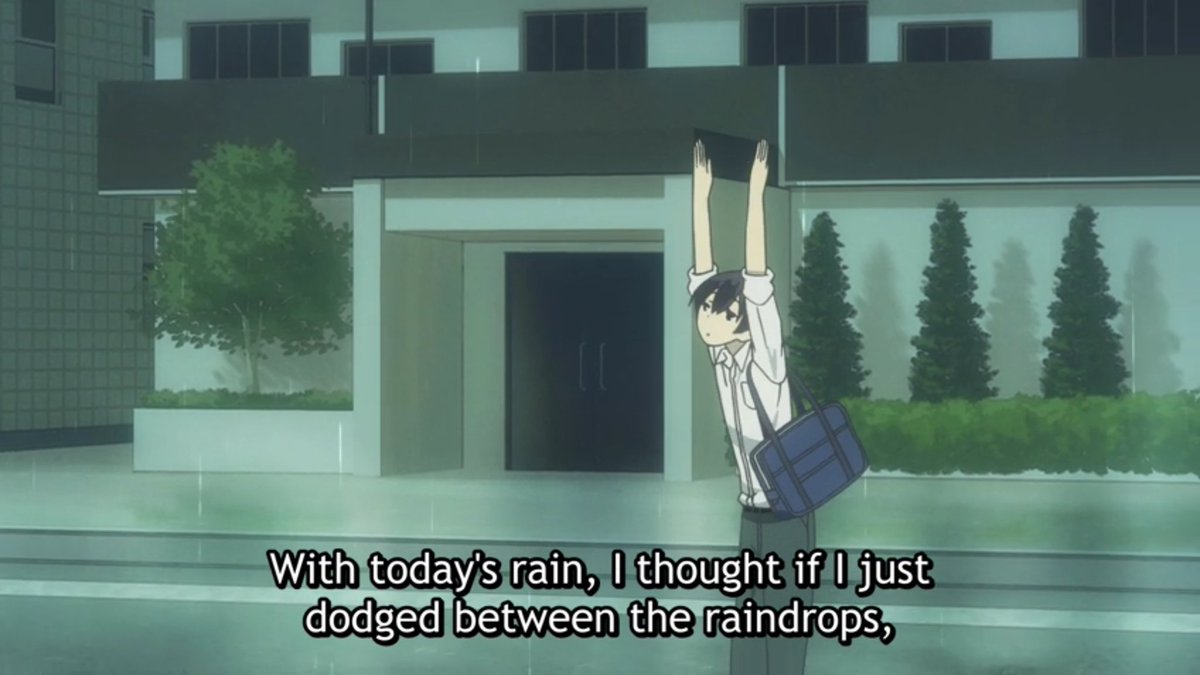 With today's rain, I thought if I just
dodged between the raindrops,